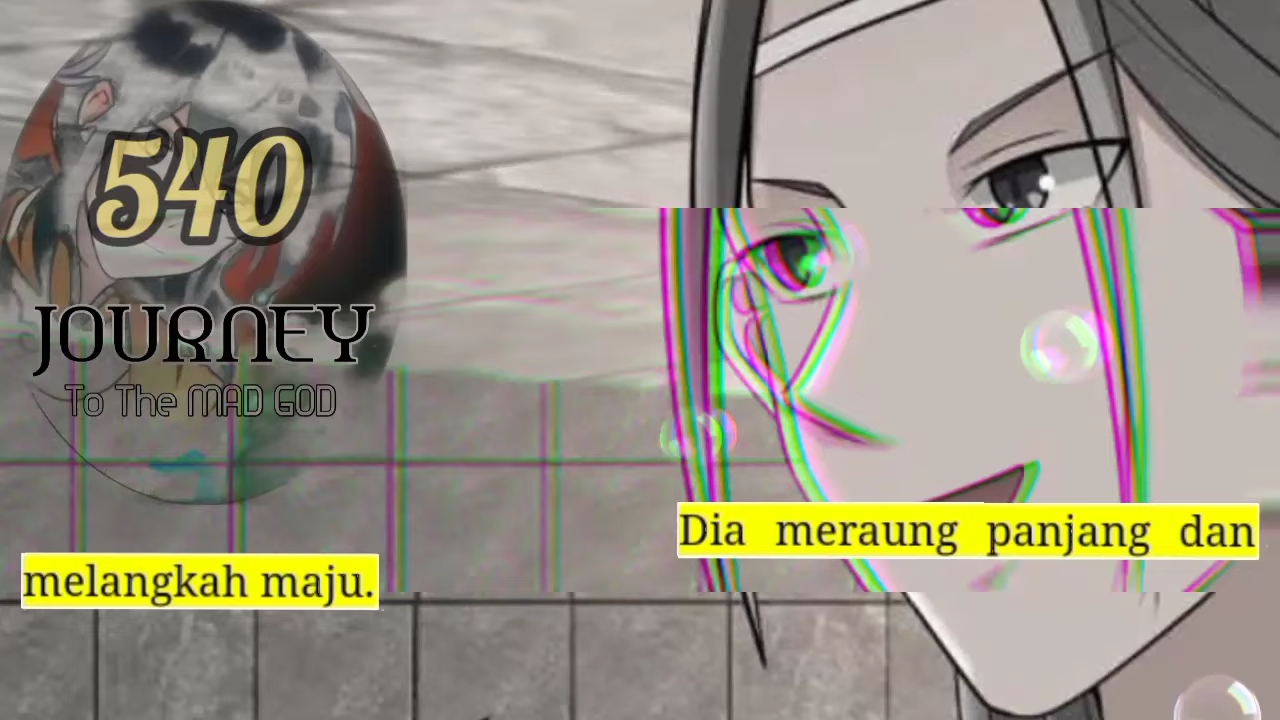 540
JOURNEY
To The MAD GOD
Dia meraung panjang dan
melangkah maju.